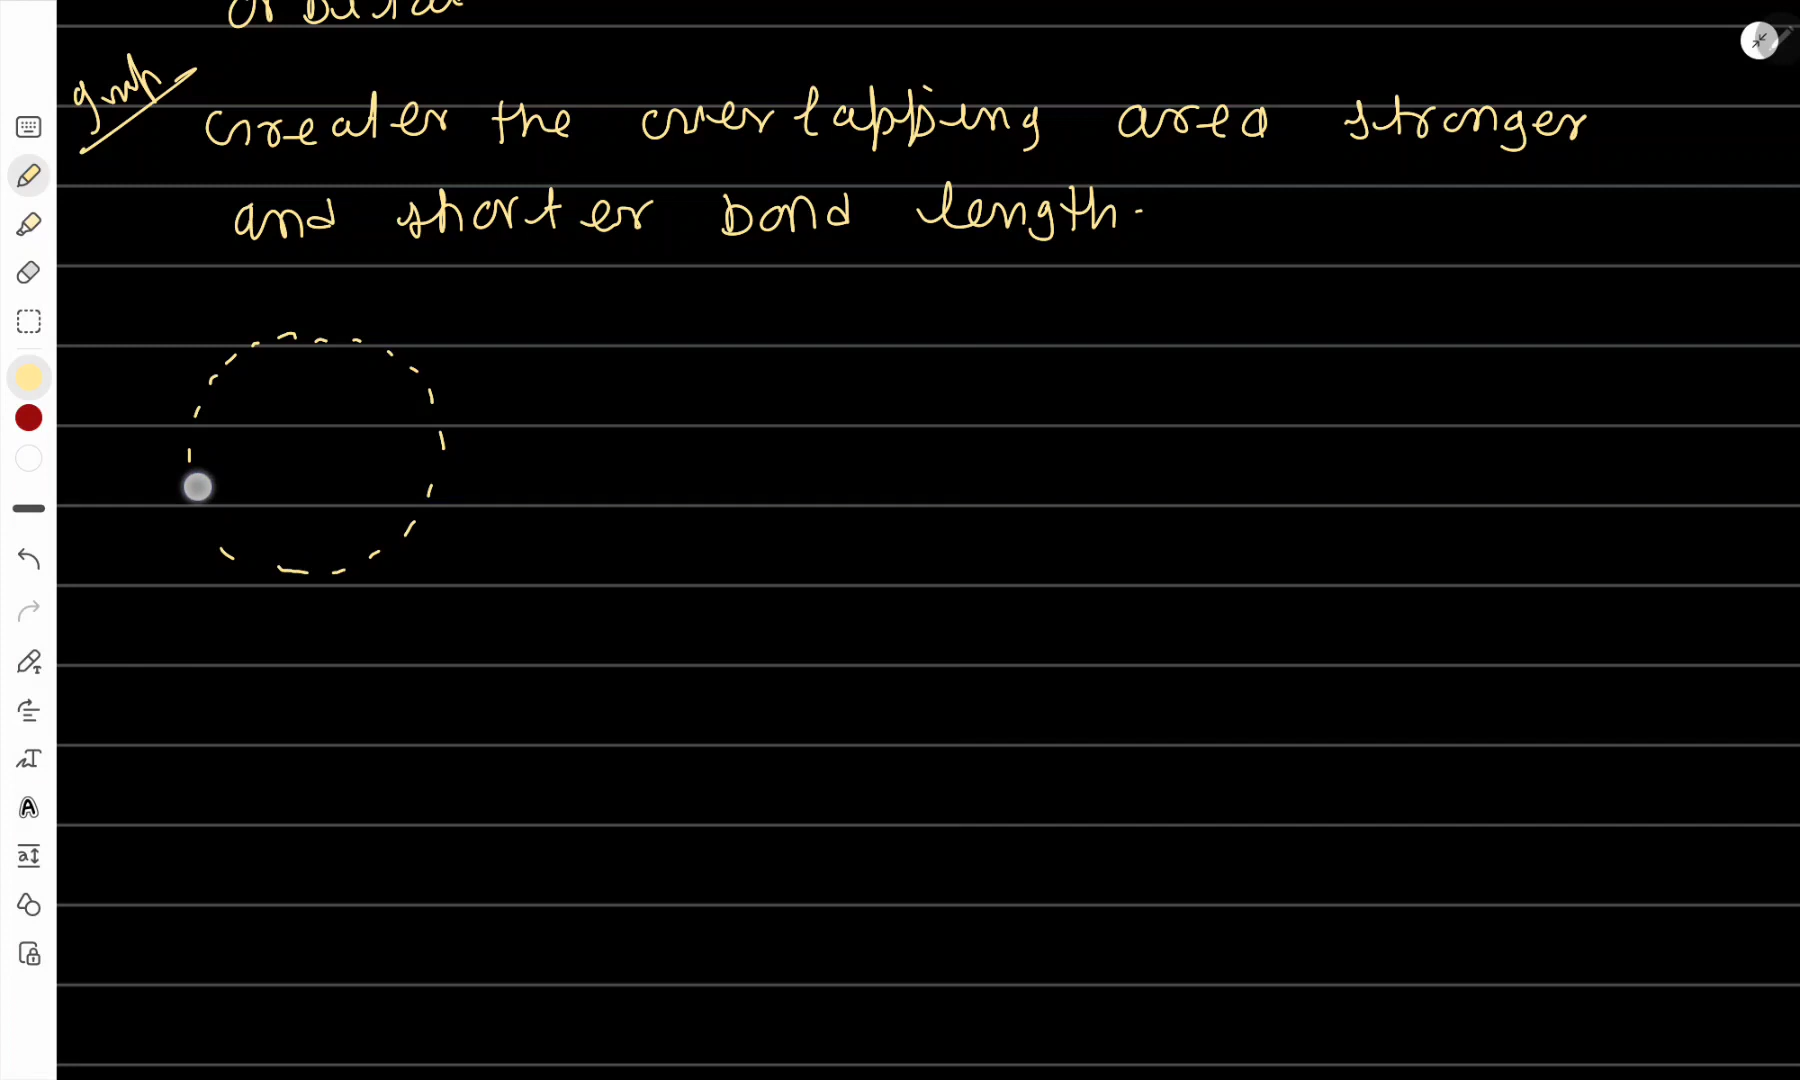 Imp. Greater the overlapping area stronger
and shorter bond length.